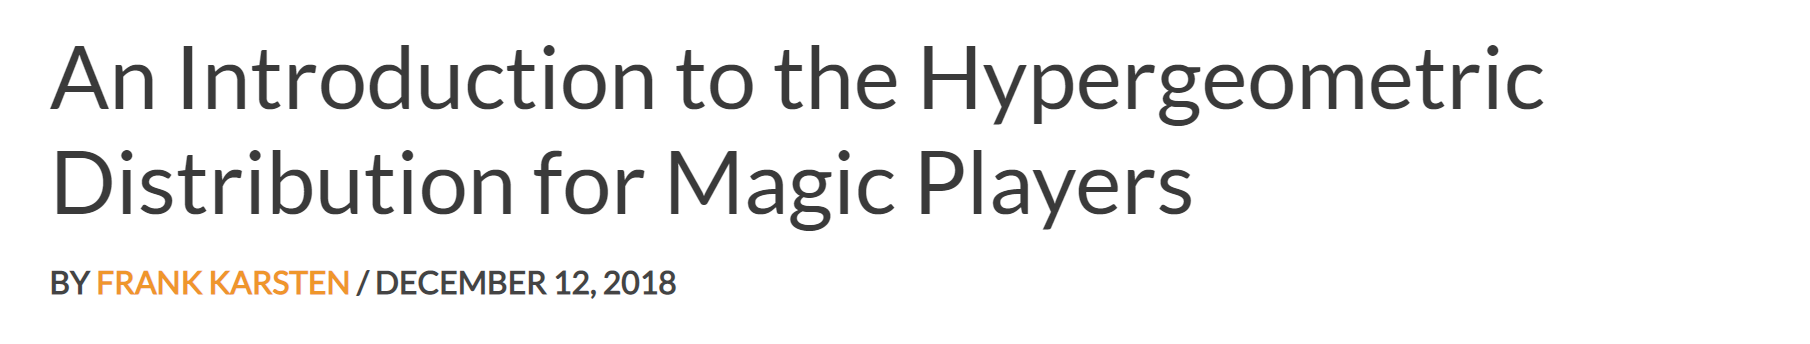 An Introduction to the Hypergeometric
Distribution for Magic Players
BY FRANK KARSTEN / DECEMBER 12, 2018